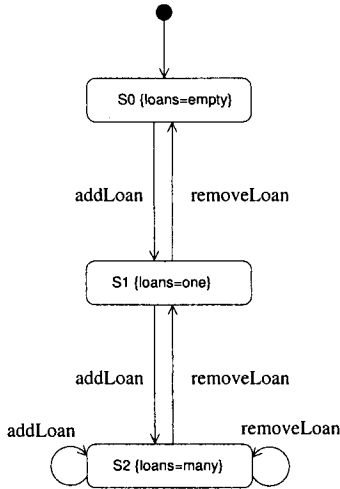 S0 {loans=empty}
addLoan removeLoan
S1 {loans=one}
addLoan removeLoan
addLoan removeLoan
S2 {loans=many}